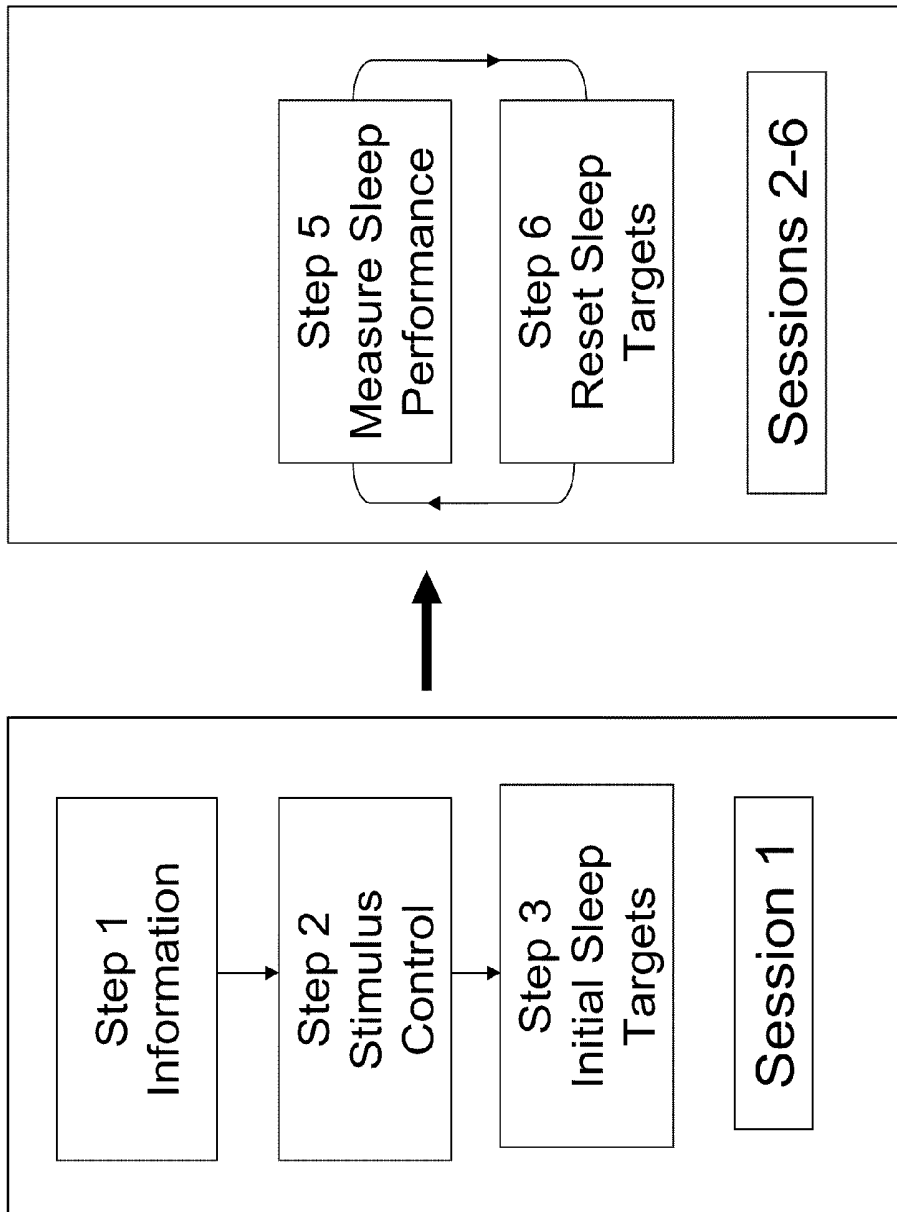 Step 1
Information
Step 2
Stimulus
Control
Step 3
Initial Sleep
Targets
Session 1
Step 5
Measure Sleep
Performance
Step 6
Reset Sleep
Targets
Sessions 2-6